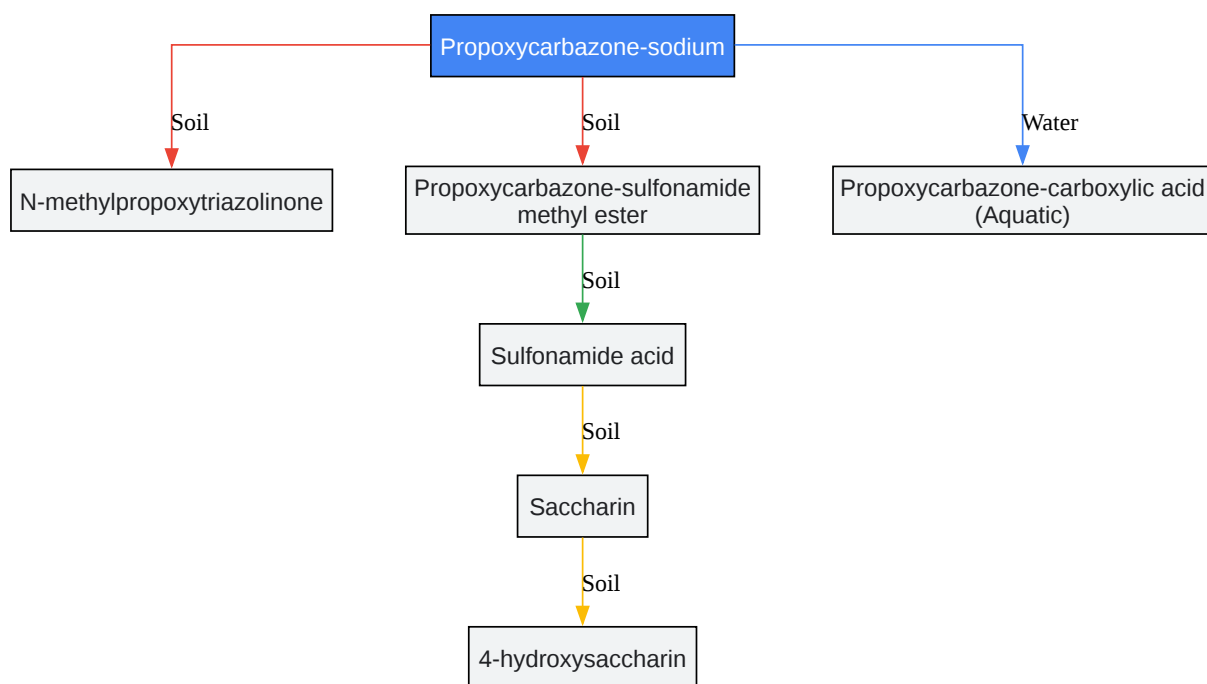 Propoxycarbazone-sodium
Soil
Soil
Water
N-methylpropoxytriazolinone
Propoxycarbazone-sulfonamide
methyl ester
Propoxycarbazone-carboxylic acid
(Aquatic)
Soil
Sulfonamide acid
Soil
Saccharin
Soil
4-hydroxysaccharin